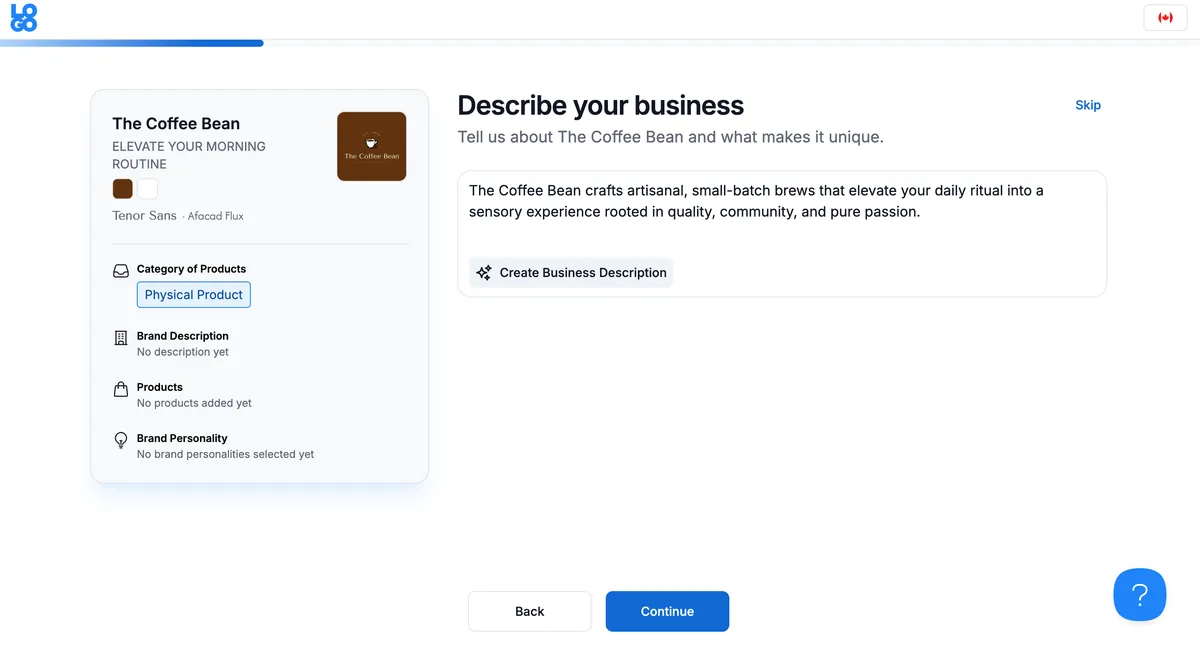 LOGO
The Coffee Bean
ELEVATE YOUR MORNING
ROUTINE
The Coffee Bean
Tenor Sans · Afacad Flux
Category of Products
Physical Product
Brand Description
No description yet
Products
No products added yet
Brand Personality
No brand personalities selected yet
Describe your business
Skip
Tell us about The Coffee Bean and what makes it unique.
The Coffee Bean crafts artisanal, small-batch brews that elevate your daily ritual into a
sensory experience rooted in quality, community, and pure passion.
Create Business Description
Back
Continue
?